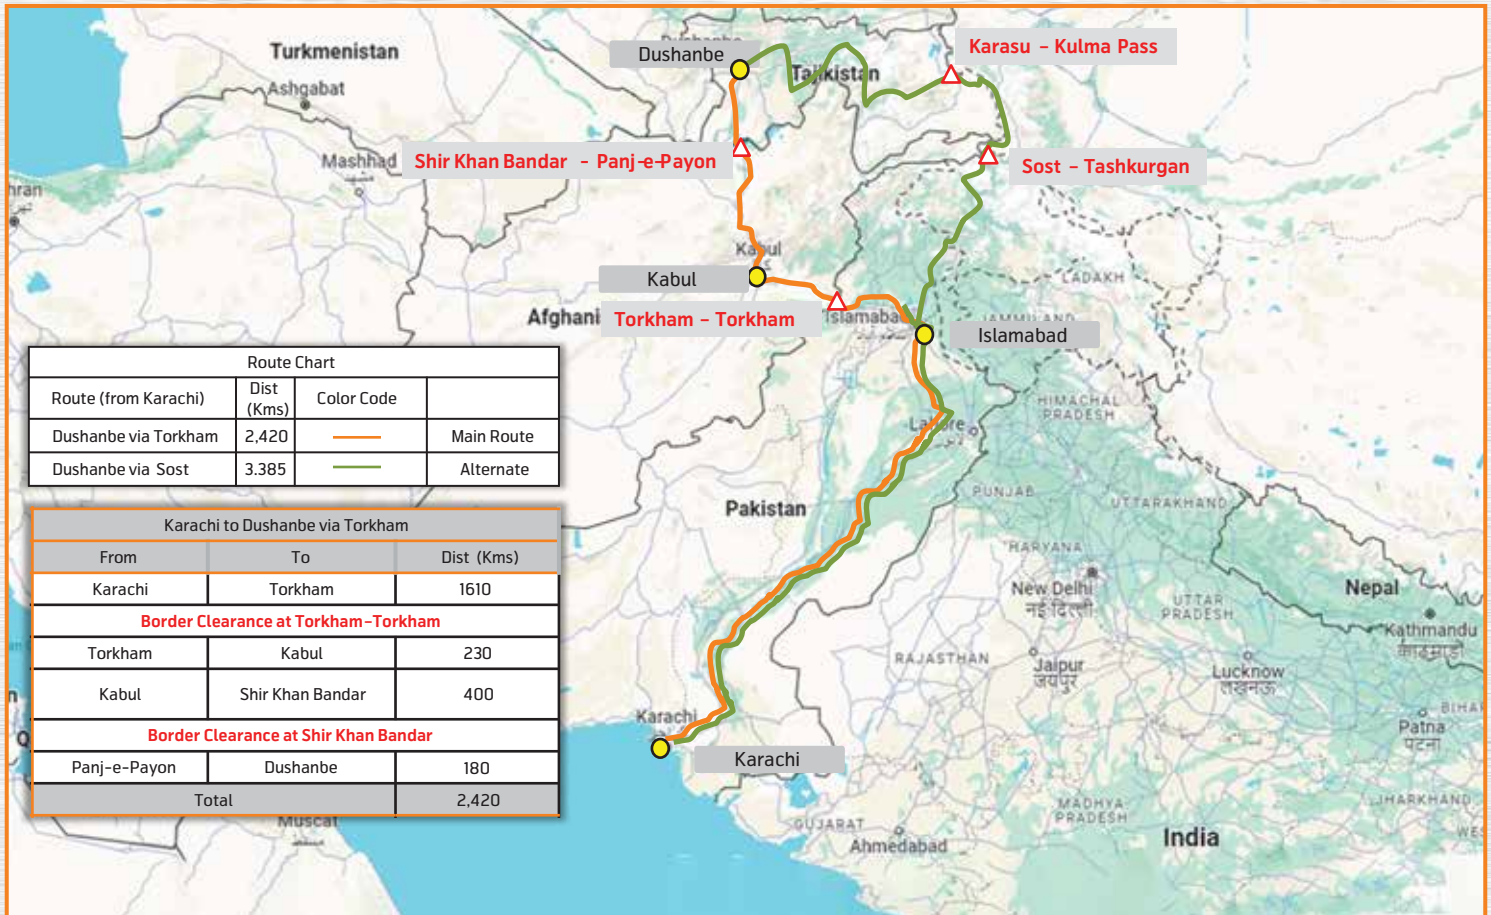 Dushanbe
Turkmenistan
Karasu - Kulma Pass
Tajikistan
Ashgabat
Mashhad
Shir Khan Bandar - Panj-e-Payon
Sost - Tashkurgan
hran
Kabul
Kabul
LADAKH
Afghani
Torkham - Torkham
Islamabad
JAMMU AND
Islamabad
Route Chart
Route (from Karachi)
Dist
(Kms)
Color Code
Dushanbe via Torkham
2,420
Main Route
Dushanbe via Sost
3.385
Alternate
HIMACHAL
PRADESH
Lahore
Pakistan
PUNJAB
UTTARAKHAND
Karachi to Dushanbe via Torkham
From
To
Dist (Kms)
Karachi
Torkham
1610
Border Clearance at Torkham-Torkham
Torkham
Kabul
230
Kabul
Shir Khan Bandar
400
Border Clearance at Shir Khan Bandar
Panj-e-Payon
Dushanbe
180
Total
2,420
HARYANA
New Delhi
नई दिल्ली
Nepal
UTTAR
PRADESH
Kathmandu
काठमाडौं
RAJASTHAN
Jaipur
जयपुर
Lucknow
लखनऊ
Karachi
BIHAR
Patna
पटना
n
Q
Karachi
Muscat
GUJARAT
Ahmedabad
MADHYA
PRADESH
India
JHARKHAND
WES